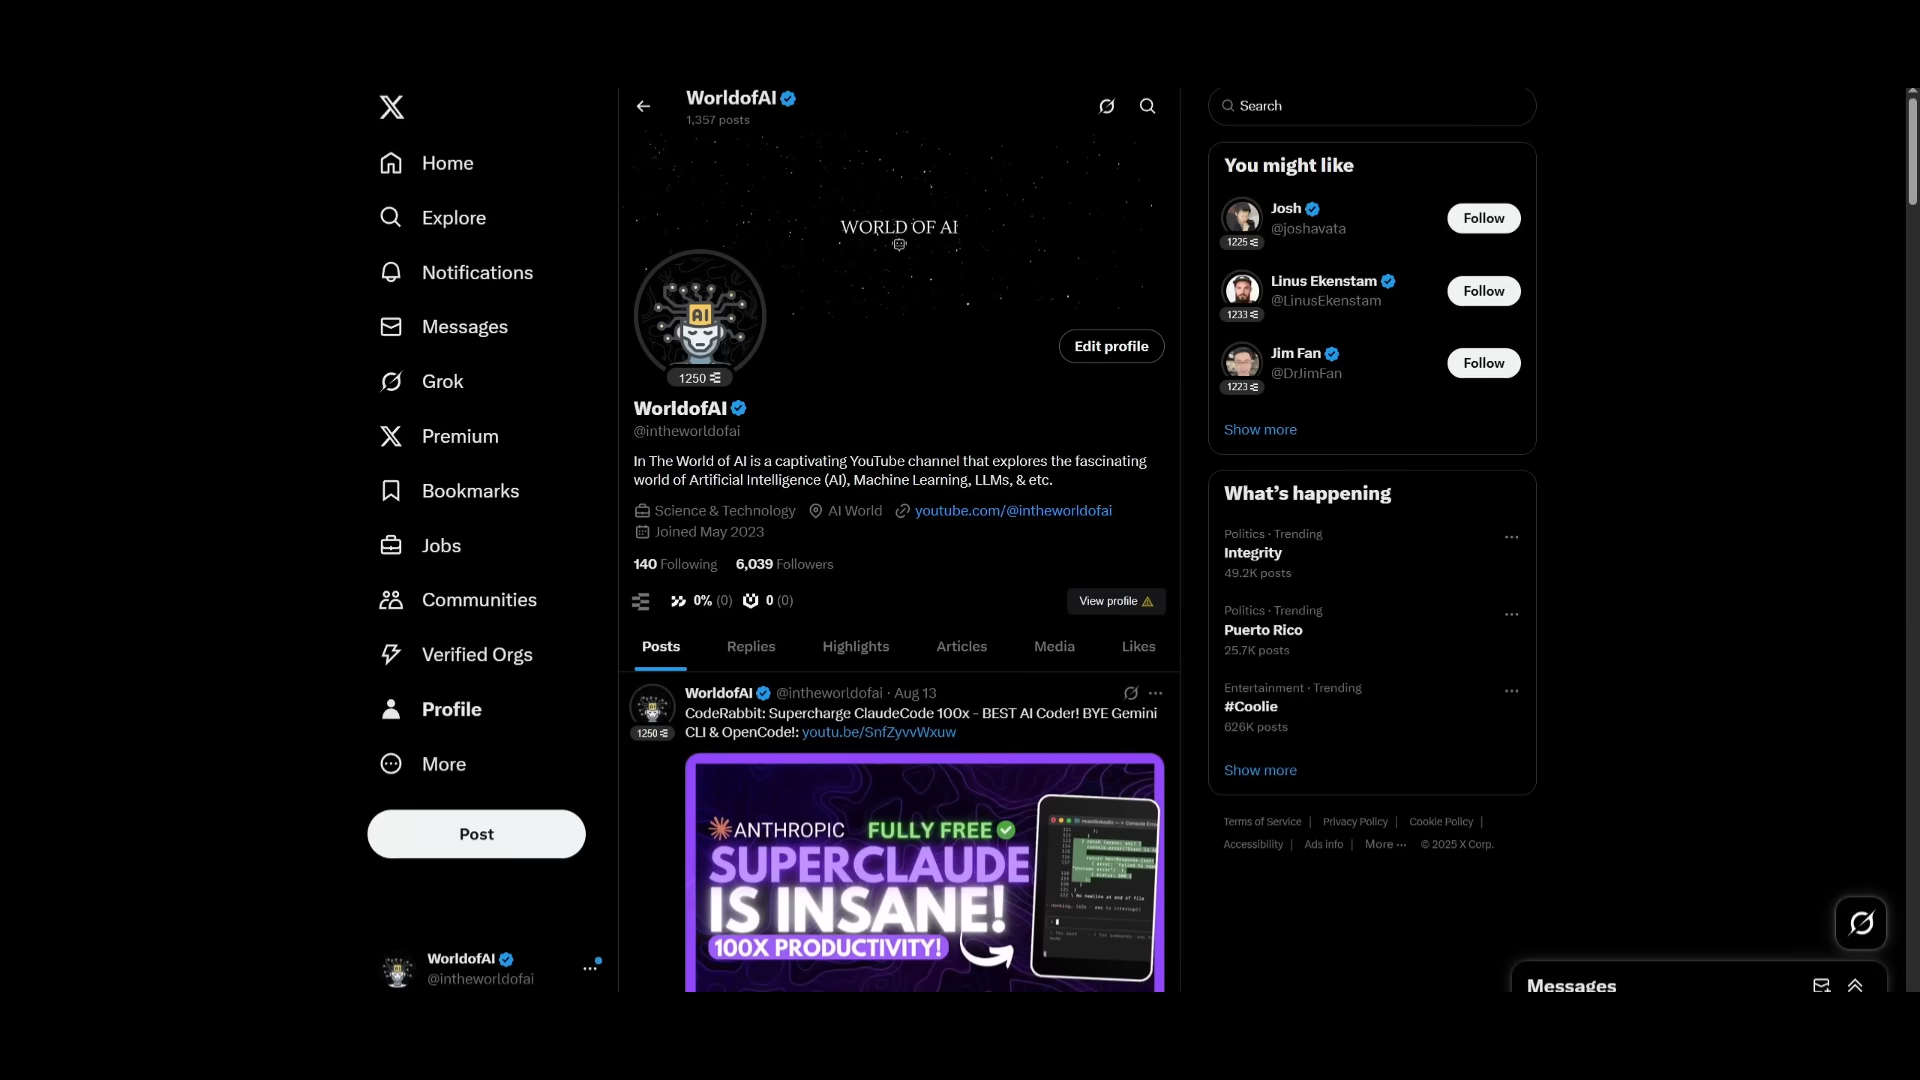 Home
Explore
Notifications
Messages
Grok
Premium
Bookmarks
Jobs
Communities
Verified Orgs
Profile
More
Post
WorldofAI
@intheworldofai
WorldofAI
1,357 posts
WORLD OF AI
AI
1250
Edit profile
WorldofAI
@intheworldofai
In The World of AI is a captivating YouTube channel that explores the fascinating
world of Artificial Intelligence (AI), Machine Learning, LLMs, & etc.
Science & Technology AI World youtube.com/@intheworldofai
Joined May 2023
140 Following 6,039 Followers
0% (0) 0 (0)
View profile
Posts Replies Highlights Articles Media Likes
WorldofAI @intheworldofai · Aug 13
1250
CodeRabbit: Supercharge ClaudeCode 100x - BEST AI Coder! BYE Gemini
CLI & OpenCode!: youtu.be/SnfZyvvWxuw
ANTHROPIC FULLY FREE
SUPERCLAUDE
IS INSANE!
100X PRODUCTIVITY!
Search
You might like
Josh
@joshavata
1225
Follow
Linus Ekenstam
@LinusEkenstam
1233
Follow
Jim Fan
@DrJimFan
1223
Follow
Show more
What's happening
Politics · Trending
Integrity
49.2K posts
Politics · Trending
Puerto Rico
25.7K posts
Entertainment · Trending
#Coolie
626K posts
Show more
Terms of Service | Privacy Policy | Cookie Policy |
Accessibility | Ads info | More ··· © 2025 X Corp.
Messages